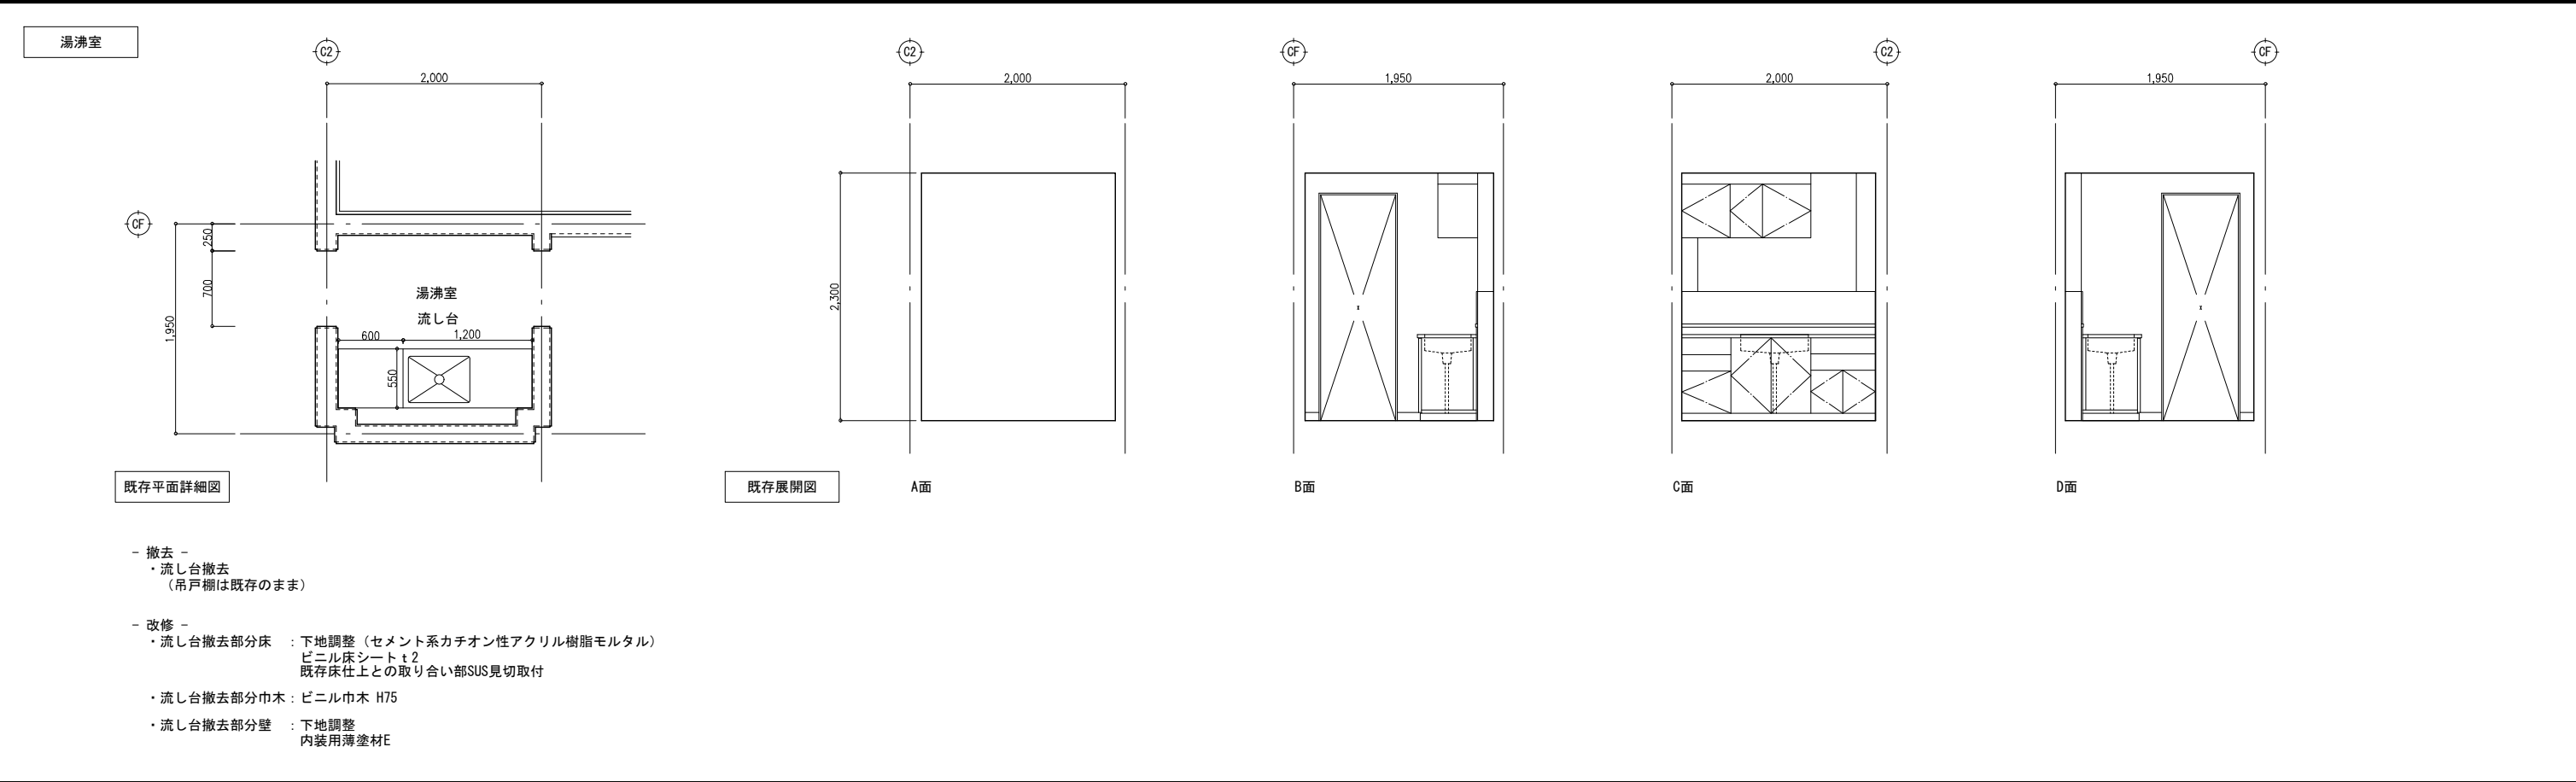 湯沸室
C2
2,000
CF
250
700
1,950
湯沸室
流し台
600
1,200
550
既存平面詳細図
C2
2,000
2,300
既存展開図
A面
CF
1,950
B面
C2
2,000
C面
CF
1,950
D面
- 撤去 -
・流し台撤去
（吊戸棚は既存のまま）
- 改修 -
・流し台撤去部分床　：下地調整（セメント系カチオン性アクリル樹脂モルタル）
ビニル床シートｔ2
既存床仕上との取り合い部SUS見切取付
・流し台撤去部分巾木：ビニル巾木 H75
・流し台撤去部分壁　：下地調整
内装用薄塗材E